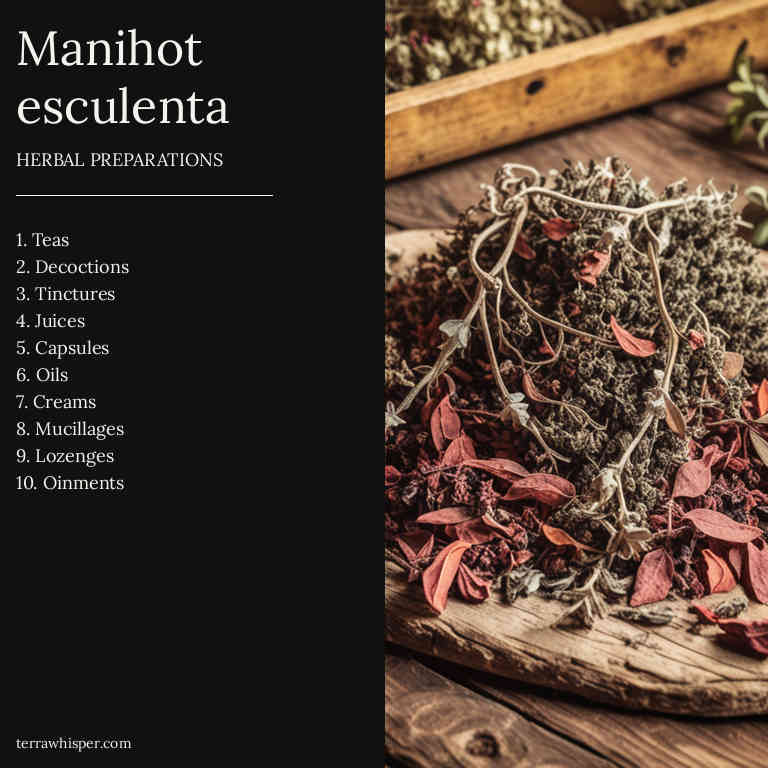 Manihot
esculenta
HERBAL PREPARATIONS
1. Teas
2. Decoctions
3. Tinctures
4. Juices
5. Capsules
6. Oils
7. Creams
8. Mucillages
9. Lozenges
10. Oinments
terrawhisper.com